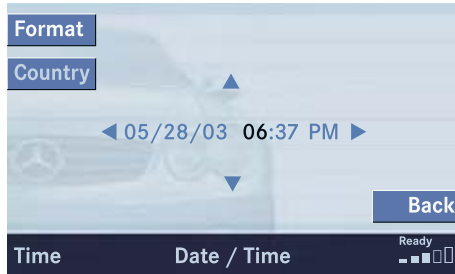 Format
Country
05/28/03 06:37 PM
Back
Ready
Time Date / Time